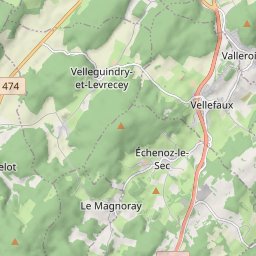 Valleroi
Velleguindry-
et-Levrecey
474
Vellefaux
Échenoz-le-
Sec
elot
Le Magnoray